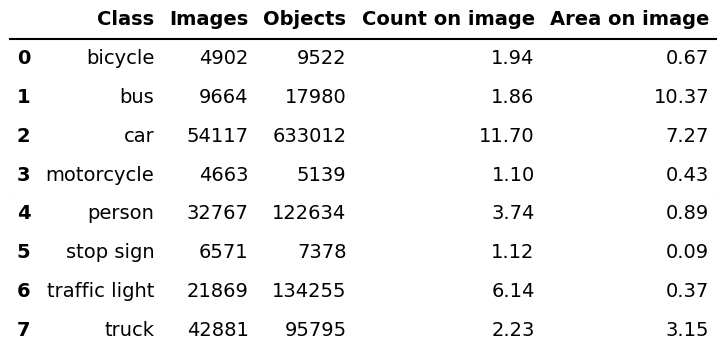 Class Images Objects Count on image Area on image
0 bicycle 4902 9522 1.94 0.67
1 bus 9664 17980 1.86 10.37
2 car 54117 633012 11.70 7.27
3 motorcycle 4663 5139 1.10 0.43
4 person 32767 122634 3.74 0.89
5 stop sign 6571 7378 1.12 0.09
6 traffic light 21869 134255 6.14 0.37
7 truck 42881 95795 2.23 3.15